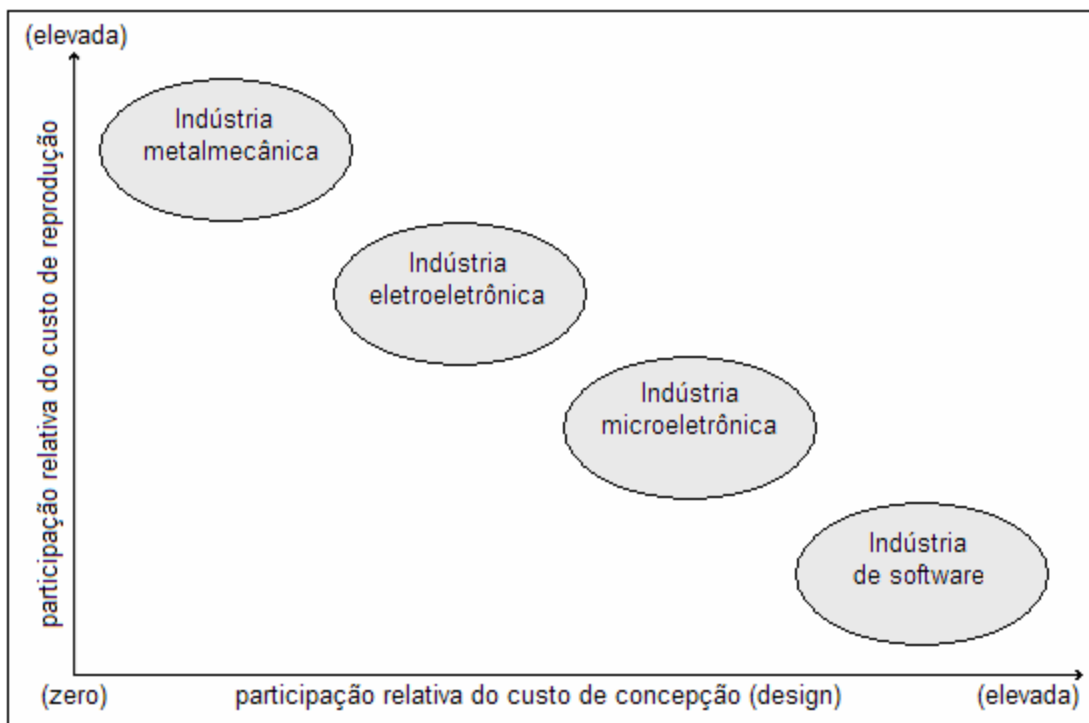 (elevada)
participação relativa do custo de reprodução
Indústria
metalmecânica
Indústria
eletroeletrônica
Indústria
microeletrônica
Indústria
de software
(zero)
participação relativa do custo de concepção (design)
(elevada)